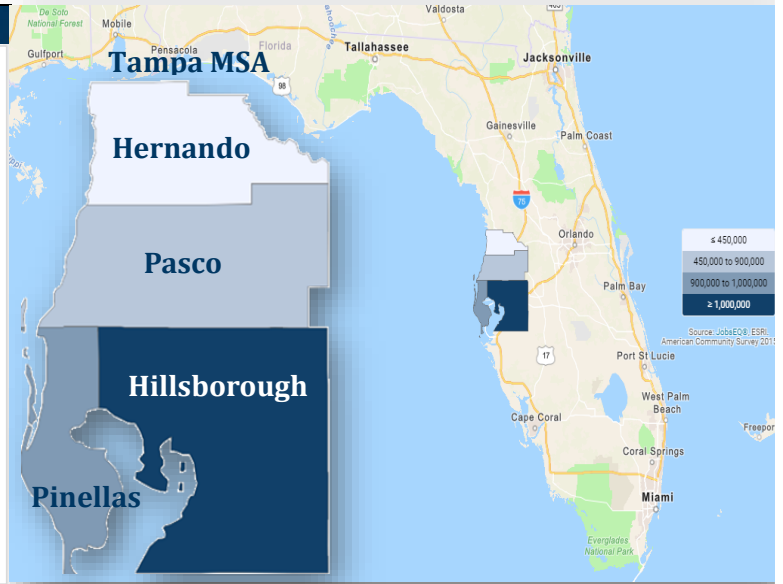 De Soto
National Forest
Mobile
Gulfport
Pensacola
Florida
Tallahassee
Valdosta
Jacksonville
98
Gainesville
Palm Coast
75
Orlando
Palm Bay
17
Port St Lucie
West Palm
Beach
Cape Coral
Coral Springs
Freepor
Miami
Everglades
National Park
Tampa MSA
Hernando
Pasco
Hillsborough
Pinellas
≤ 450,000
450,000 to 900,000
900,000 to 1,000,000
≥ 1,000,000
Source: JobsEQ®, ESRI,
American Community Survey 2015